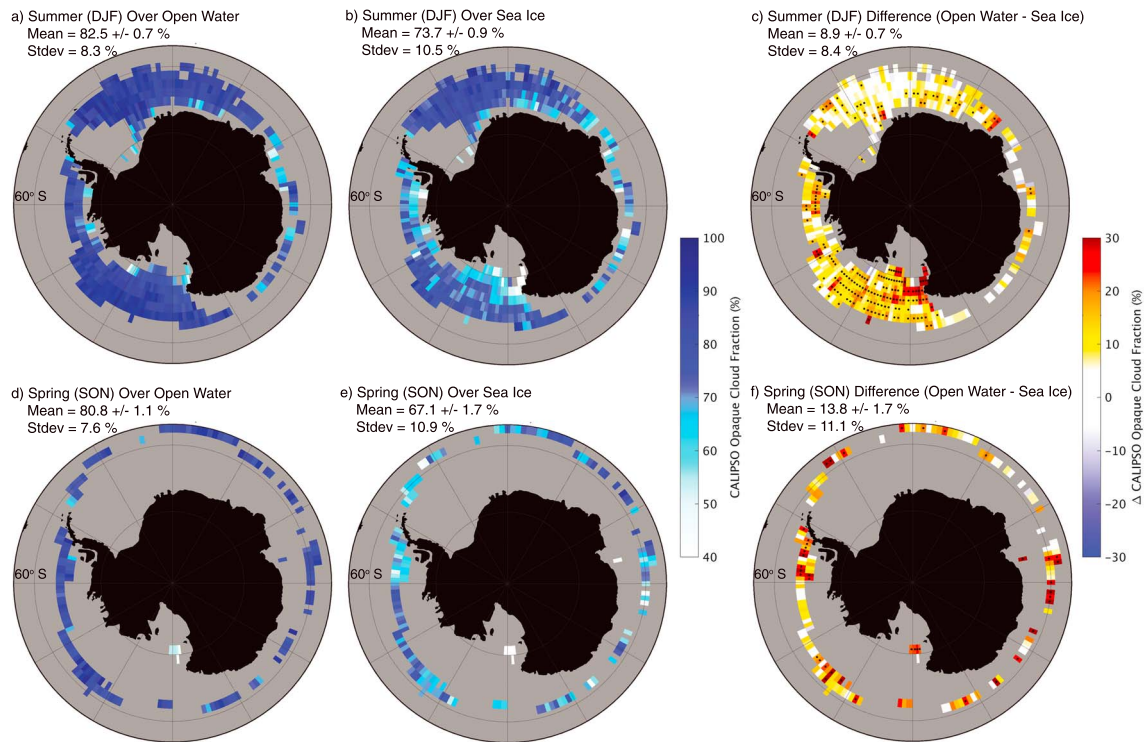 a) Summer (DJF) Over Open Water
Mean = 82.5 +/- 0.7 %
Stdev = 8.3 %
b) Summer (DJF) Over Sea Ice
Mean = 73.7 +/- 0.9 %
Stdev = 10.5 %
c) Summer (DJF) Difference (Open Water - Sea Ice)
Mean = 8.9 +/- 0.7 %
Stdev = 8.4 %
60° S
60° S
60° S
100
90
80
70
60
50
40
CALIPSO Opaque Cloud Fraction (%)
30
20
10
0
−10
−20
−30
Δ CALIPSO Opaque Cloud Fraction (%)
d) Spring (SON) Over Open Water
Mean = 80.8 +/- 1.1 %
Stdev = 7.6 %
e) Spring (SON) Over Sea Ice
Mean = 67.1 +/- 1.7 %
Stdev = 10.9 %
f) Spring (SON) Difference (Open Water - Sea Ice)
Mean = 13.8 +/- 1.7 %
Stdev = 11.1 %
60° S
60° S
60° S